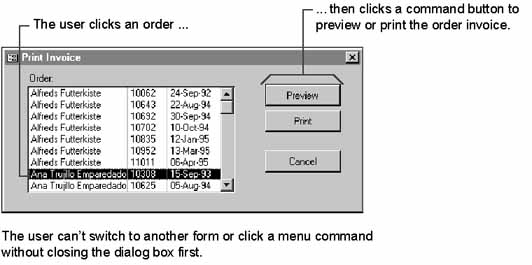 The user clicks an order ...
... then clicks a command button to
preview or print the order invoice.
Print Invoice
Order:
Alfreds Futterkiste 10062 24-Sep-92
Alfreds Futterkiste 10643 22-Aug-94
Alfreds Futterkiste 10692 30-Sep-94
Alfreds Futterkiste 10702 10-Oct-94
Alfreds Futterkiste 10835 12-Jan-95
Alfreds Futterkiste 10952 13-Mar-95
Alfreds Futterkiste 11011 06-Apr-95
Ana Trujillo Emparedado 10308 15-Sep-93
Ana Trujillo Emparedado 10625 05-Aug-94
Preview
Print
Cancel
The user can't switch to another form or click a menu command
without closing the dialog box first.